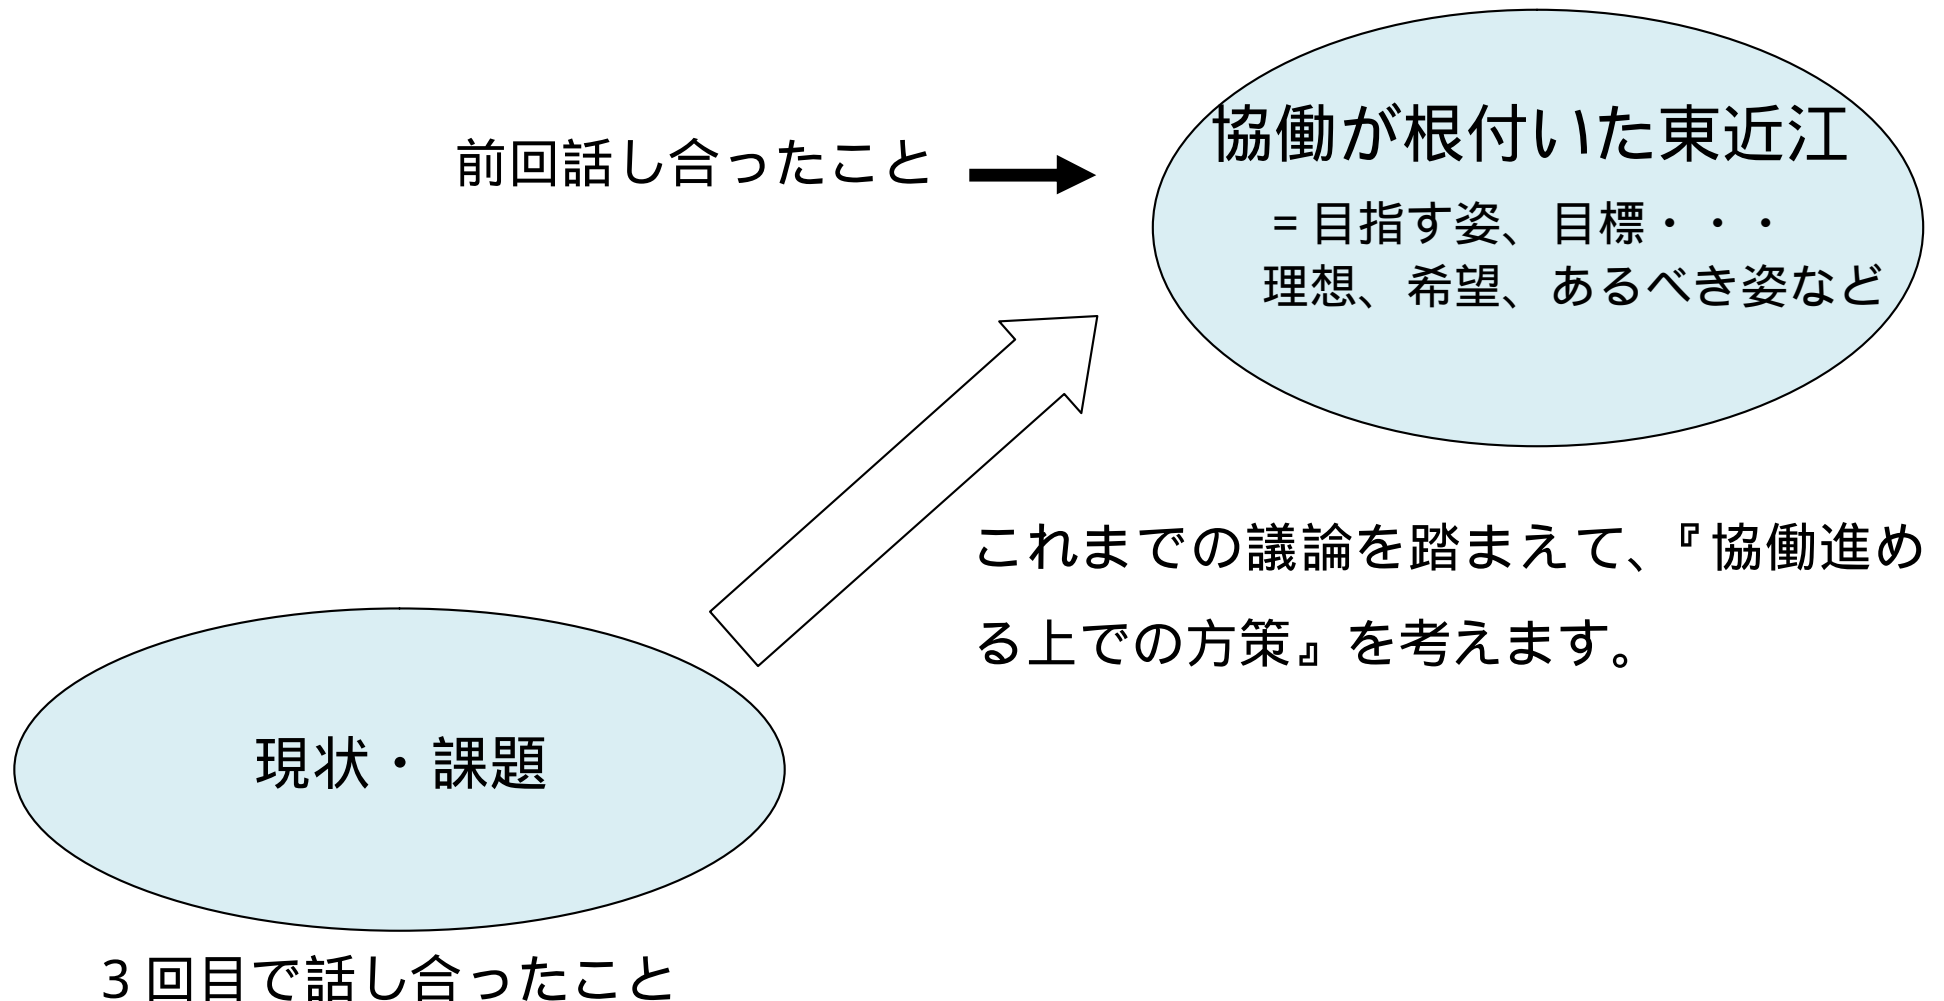 協働が根付いた東近江
前回話し合ったこと
=目指す姿、目標・・・
理想、希望、あるべき姿など
これまでの議論を踏まえて、『協働進め
る上での方策』を考えます。
現状・課題
3回目で話し合ったこと